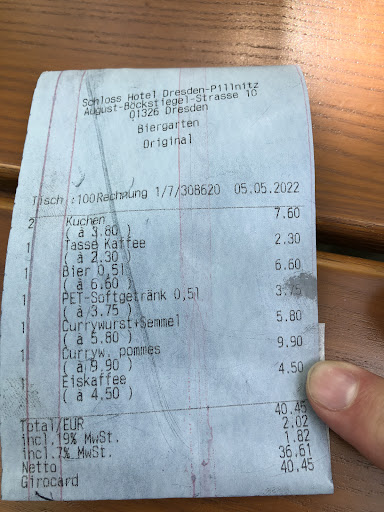 Schloss Hotel Dresden-Pillnitz
August-Böckstiegel-Strasse 10
01326 Dresden
Biergarten
Original
Tisch :100 Rechnung 1/7/308620 05.05.2022
2 Kuchen 7.60
( à 3.80 )
1 Tasse Kaffee 2.30
( à 2.30 )
1 Bier 0,5l 6.60
( à 6.60 )
1 PET-Softgetränk 0,5l 3.75
( à 3.75 )
1 Currywurst+Semmel 5.80
( à 5.80 )
1 Curryw. pommes 9.90
( à 9.90 )
1 Eiskaffee 4.50
( à 4.50 )
Total/EUR 40.45
incl.19% MwSt. 2.02
incl.7% MwSt. 1.82
Netto 36.61
Girocard 40.45